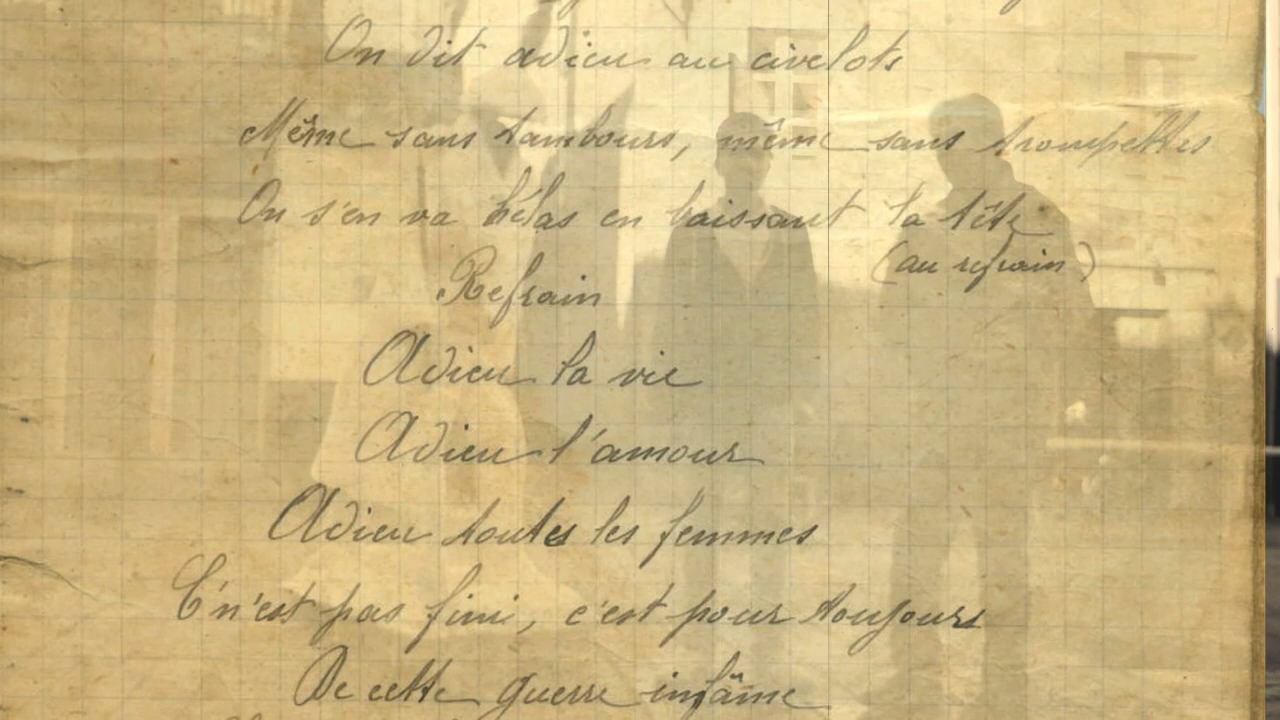 On dit adieu au civelots
Même sans tambours, même sans trompettes
On s'en va hélas en baissant la tête
(au refrain)
Refrain
Adieu la vie
Adieu l'amour
Adieu toutes les femmes
C'n'est pas fini, c'est pour toujours
De cette guerre infâme